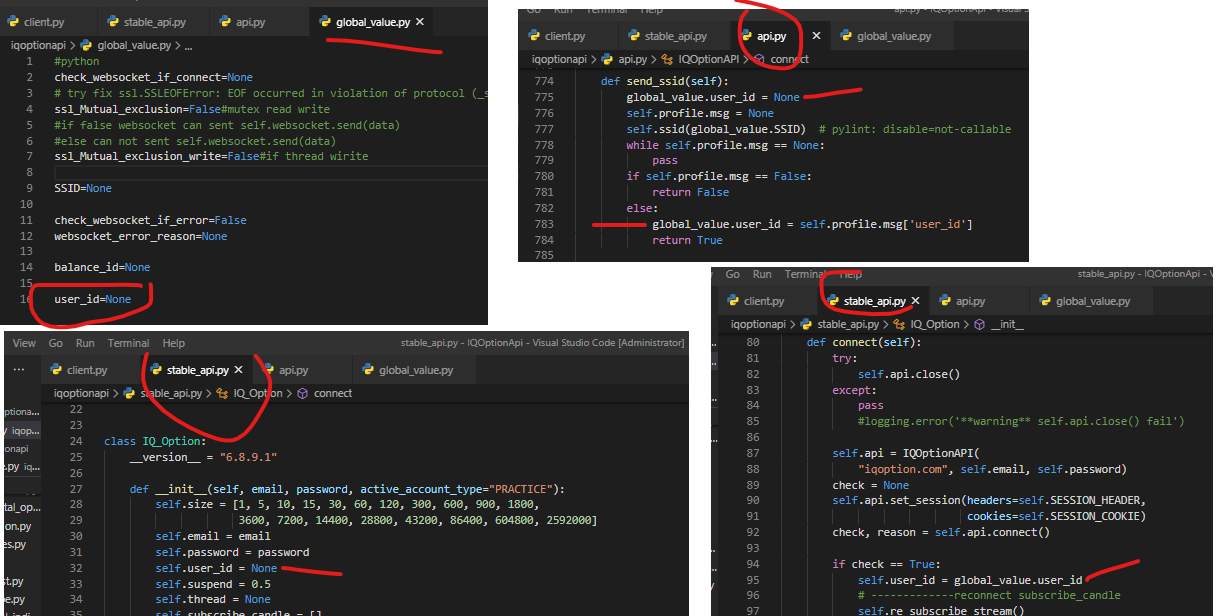 client.py stable_api.py api.py global_value.py ×
iqoptionapi > global_value.py > ...
1 #python
2 check_websocket_if_connect=None
3 # try fix ssl.SSLEOFError: EOF occurred in violation of protocol (_s
4 ssl_Mutual_exclusion=False#mutex read write
5 #if false websocket can sent self.websocket.send(data)
6 #else can not sent self.websocket.send(data)
7 ssl_Mutual_exclusion_write=False#if thread wirite
8
9 SSID=None
10
11 check_websocket_if_error=False
12 websocket_error_reason=None
13
14 balance_id=None
15
16 user_id=None
Go Run Terminal Help api.py - IQOptionApi - Visual S
client.py stable_api.py api.py × global_value.py
iqoptionapi > api.py > IQOptionAPI > connect
774 def send_ssid(self):
775 global_value.user_id = None
776 self.profile.msg = None
777 self.ssid(global_value.SSID) # pylint: disable=not-callable
778 while self.profile.msg == None:
779 pass
780 if self.profile.msg == False:
781 return False
782 else:
783 global_value.user_id = self.profile.msg['user_id']
784 return True
785
View Go Run Terminal Help stable_api.py - IQOptionApi - Visual Studio Code [Administrator]
... client.py stable_api.py × api.py global_value.py
iqoptionapi > stable_api.py > IQ_Option > connect
22
23
24 class IQ_Option:
25 __version__ = "6.8.9.1"
26
27 def __init__(self, email, password, active_account_type="PRACTICE"):
28 self.size = [1, 5, 10, 15, 30, 60, 120, 300, 600, 900, 1800,
29 3600, 7200, 14400, 28800, 43200, 86400, 604800, 2592000]
30 self.email = email
31 self.password = password
32 self.user_id = None
33 self.suspend = 0.5
34 self.thread = None
35 self.subscribe_candle = []
Go Run Terminal Help stable_api.py - IQOptionApi - V
client.py stable_api.py × api.py global_value.py
iqoptionapi > stable_api.py > IQ_Option > __init__
80 def connect(self):
81 try:
82 self.api.close()
83 except:
84 pass
85 #logging.error('**warning** self.api.close() fail')
86
87 self.api = IQOptionAPI(
88 "iqoption.com", self.email, self.password)
89 check = None
90 self.api.set_session(headers=self.SESSION_HEADER,
91 cookies=self.SESSION_COOKIE)
92 check, reason = self.api.connect()
93
94 if check == True:
95 self.user_id = global_value.user_id
96 # -------------reconnect subscribe_candle
97 self.re_subscribe_stream()